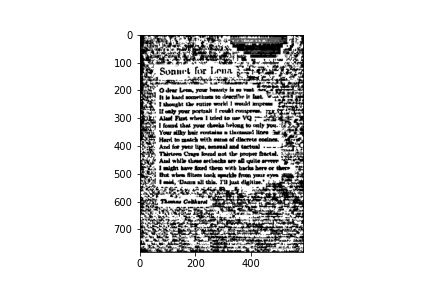 0
100
200
300
400
500
600
700
Sonnet for Lena
O dear Lena, your beauty is so vast
It is hard sometimes to describe it fast.
I thought the entire world I would impress
If only your portrait I could compress.
Alas! First when I tried to use VQ
I found that your cheeks belong to only you.
Your silky hair contains a thousand lines
Hard to match with sums of discrete cosines.
And for your lips, sensual and tactual
Thirteen Crays found not the proper fractal.
And while these setbacks are all quite severe
I might have fixed them with hacks here or there
But when filters took sparkle from your eyes
I said, 'Damn all this. I'll just digitize.'
Thomas Colthurst
0
200
400